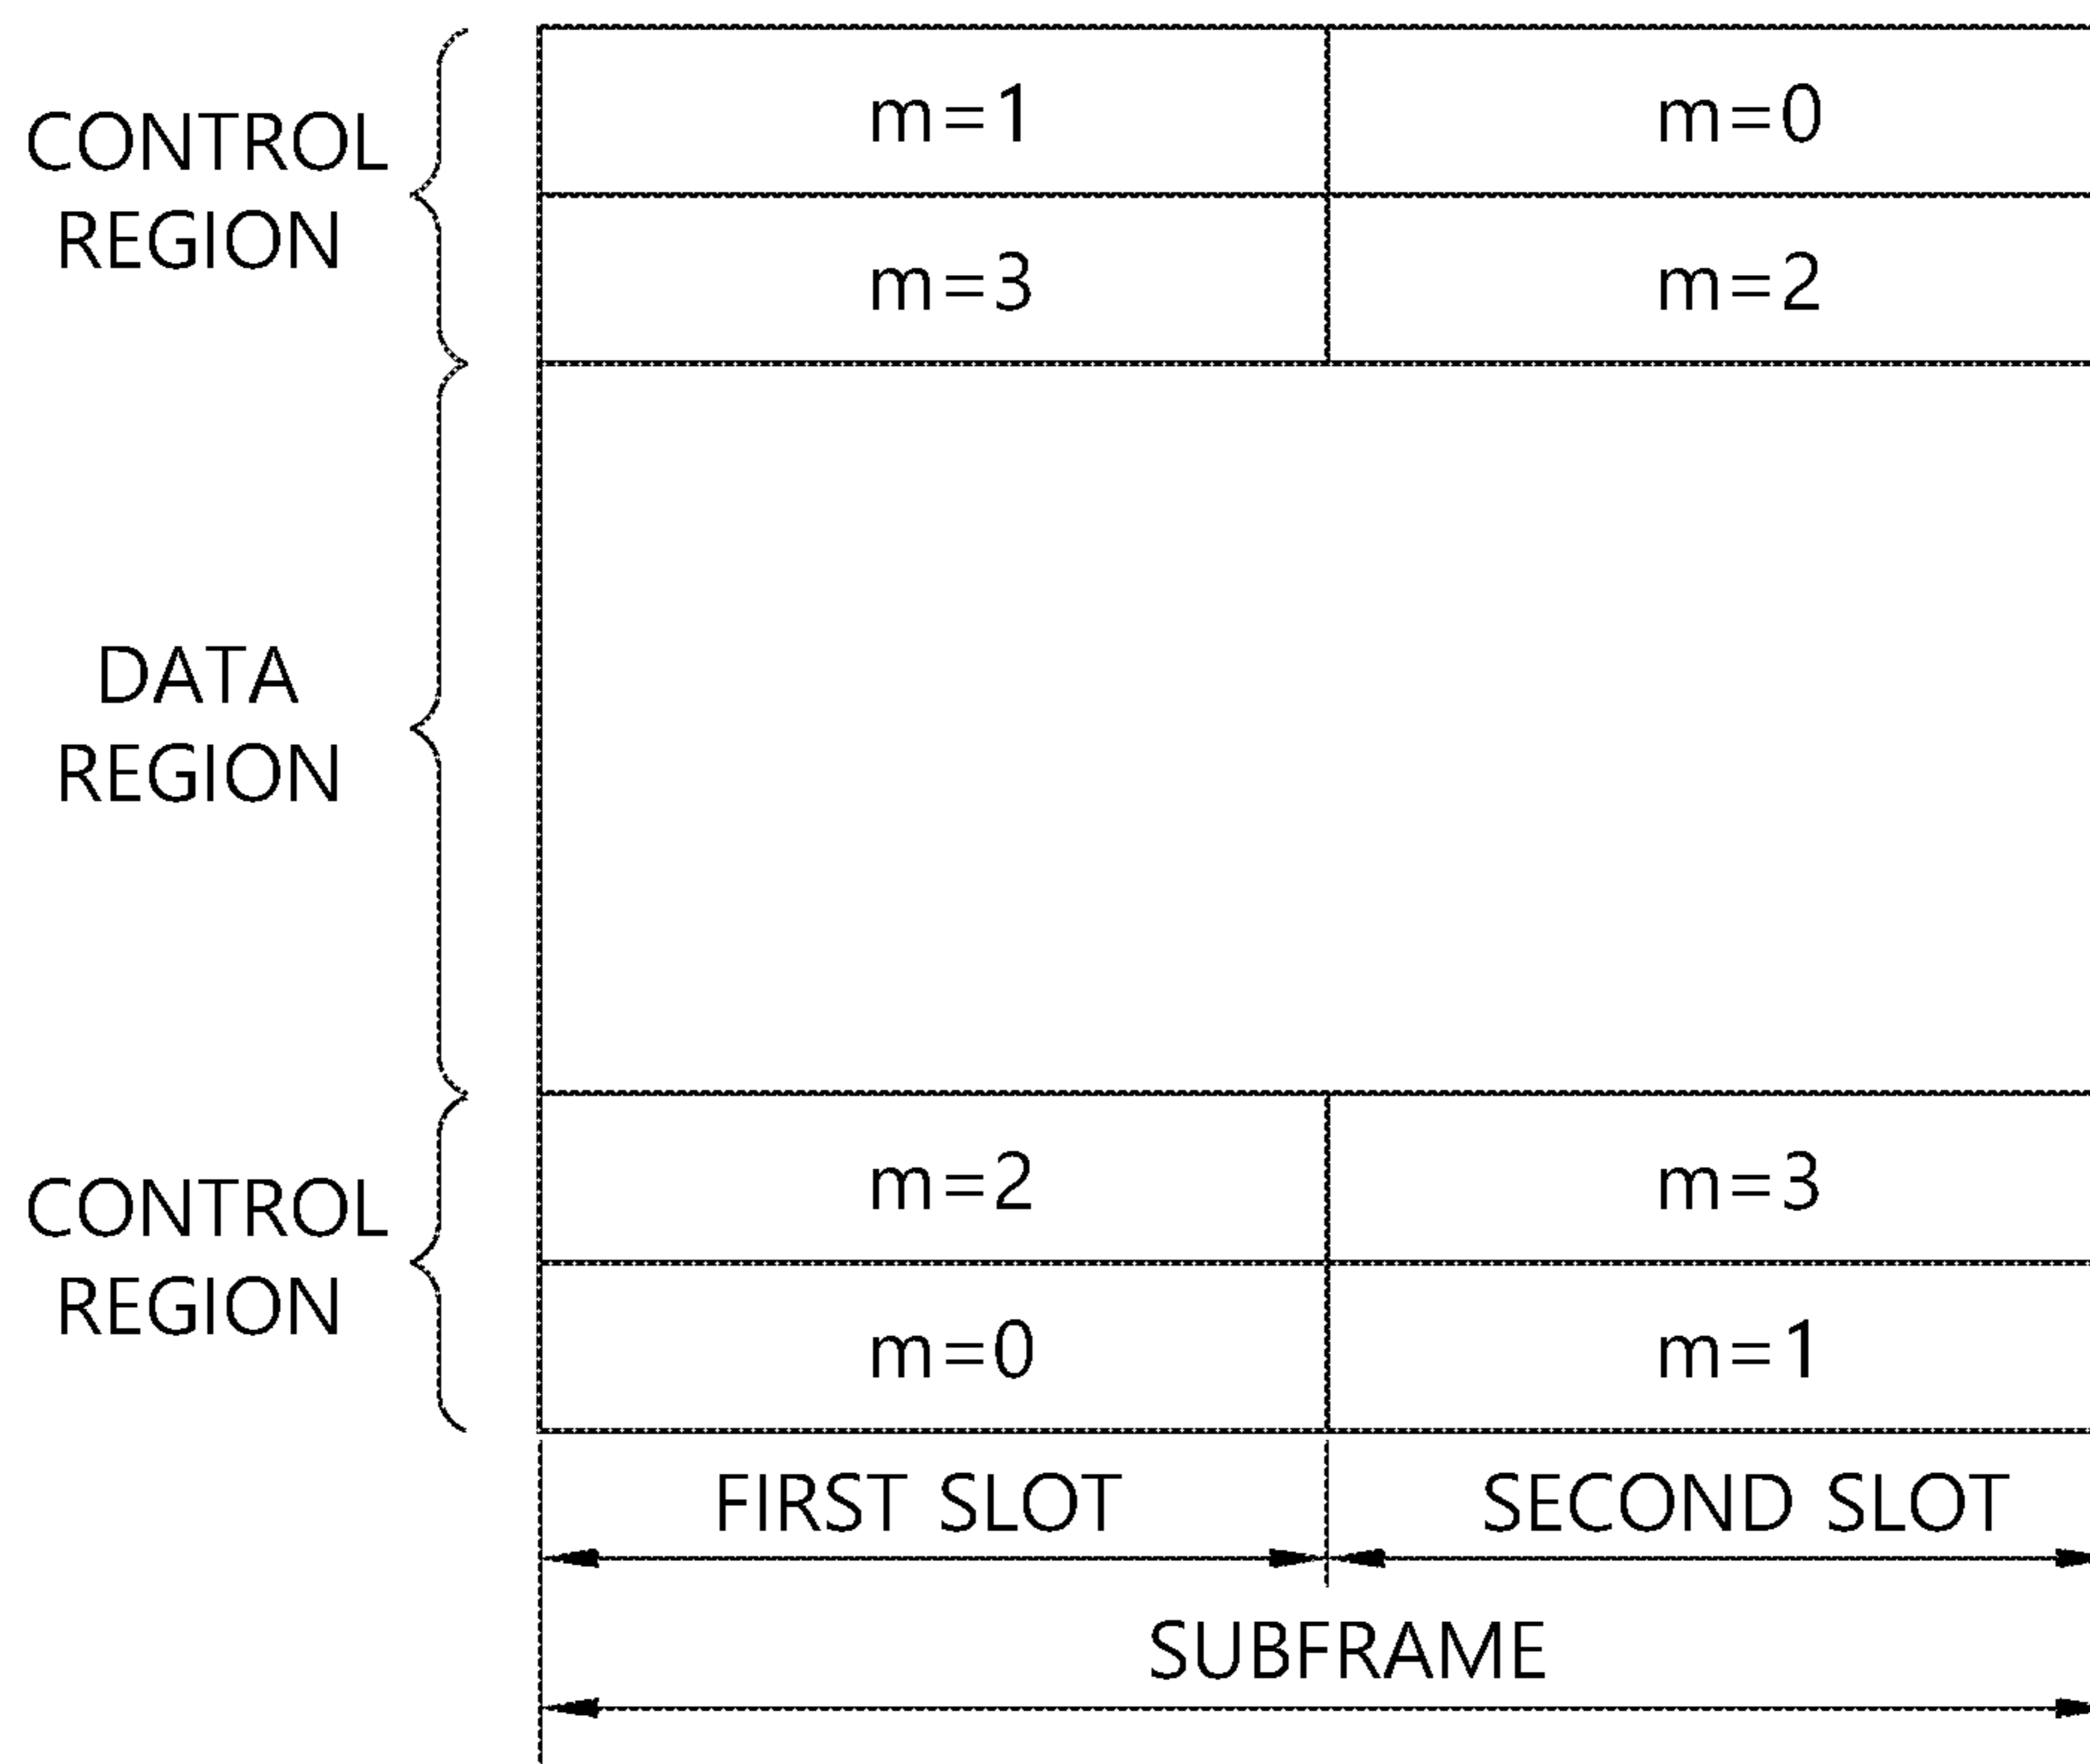 CONTROL
REGION
m=1
m=0
m=3
m=2
DATA
REGION
CONTROL
REGION
m=2
m=3
m=0
m=1
FIRST SLOT
SECOND SLOT
SUBFRAME